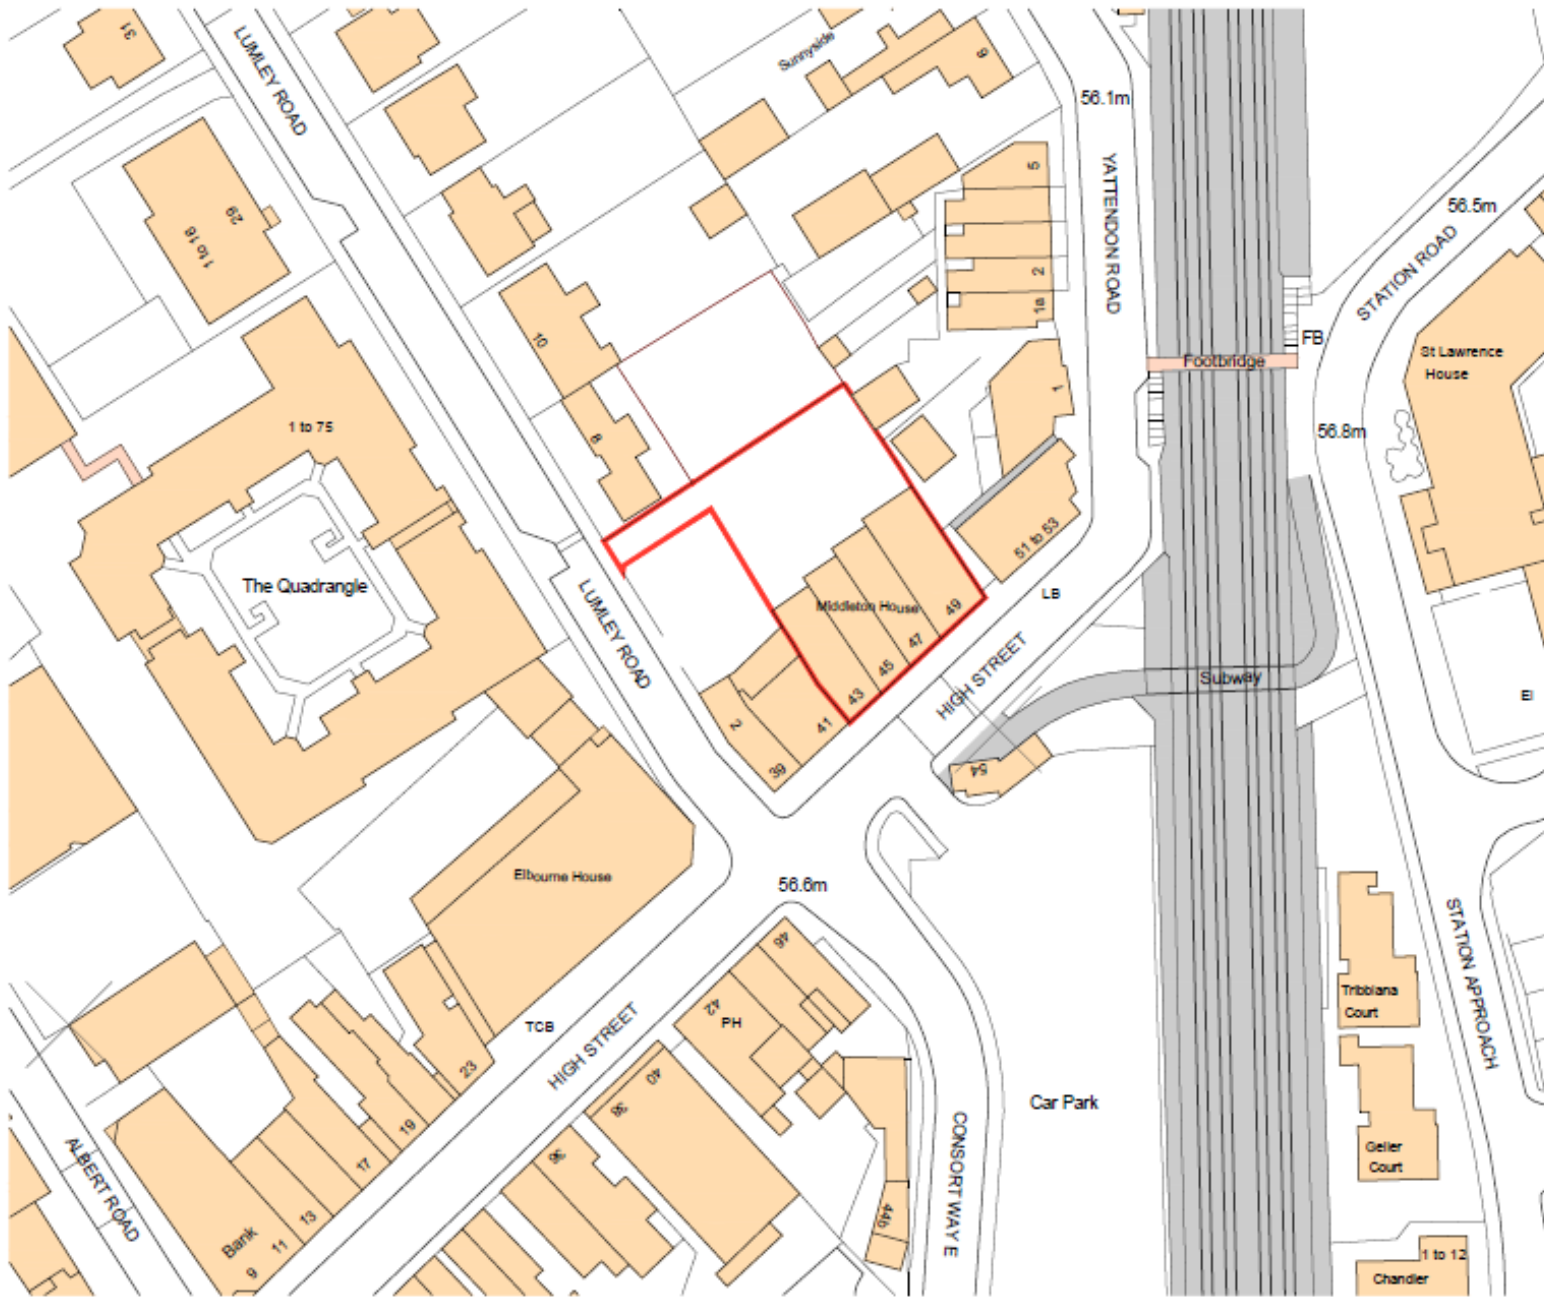 31
LUMLEY ROAD
Sunnyside
9
56.1m
YATTENDON ROAD
5
2
1a
29
1 to 16
56.5m
STATION ROAD
FB
Footbridge
St Lawrence
House
10
8
1
1 to 75
56.8m
51 to 53
The Quadrangle
LUMLEY ROAD
Middleton House
49
47
45
43
41
39
2
LB
HIGH STREET
Subway
El
54
Elbourne House
56.6m
46
42
PH
TCB
HIGH STREET
40
38
36
23
19
17
13
11
9
Bank
ALBERT ROAD
Car Park
CONSORT WAY E
44b
STATION APPROACH
Tribbiana
Court
Geller
Court
1 to 12
Chandler